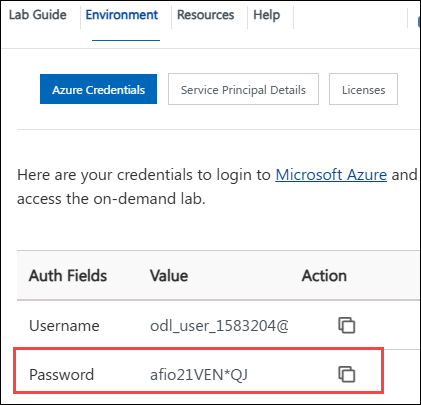 Lab Guide Environment Resources Help
Azure Credentials Service Principal Details Licenses
Here are your credentials to login to Microsoft Azure and
access the on-demand lab.
Auth Fields Value Action
Username odl_user_1583204@
Password afio21VEN*QJ